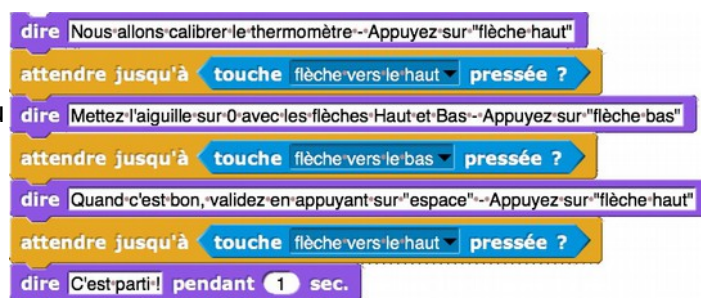 dire Nous allons calibrer le thermomètre - Appuyez sur "flèche haut"
attendre jusqu'à touche flèche vers le haut pressée ?
dire Mettez l'aiguille sur 0 avec les flèches Haut et Bas - Appuyez sur "flèche bas"
attendre jusqu'à touche flèche vers le bas pressée ?
dire Quand c'est bon, validez en appuyant sur "espace" - Appuyez sur "flèche haut"
attendre jusqu'à touche flèche vers le haut pressée ?
dire C'est parti ! pendant 1 sec.